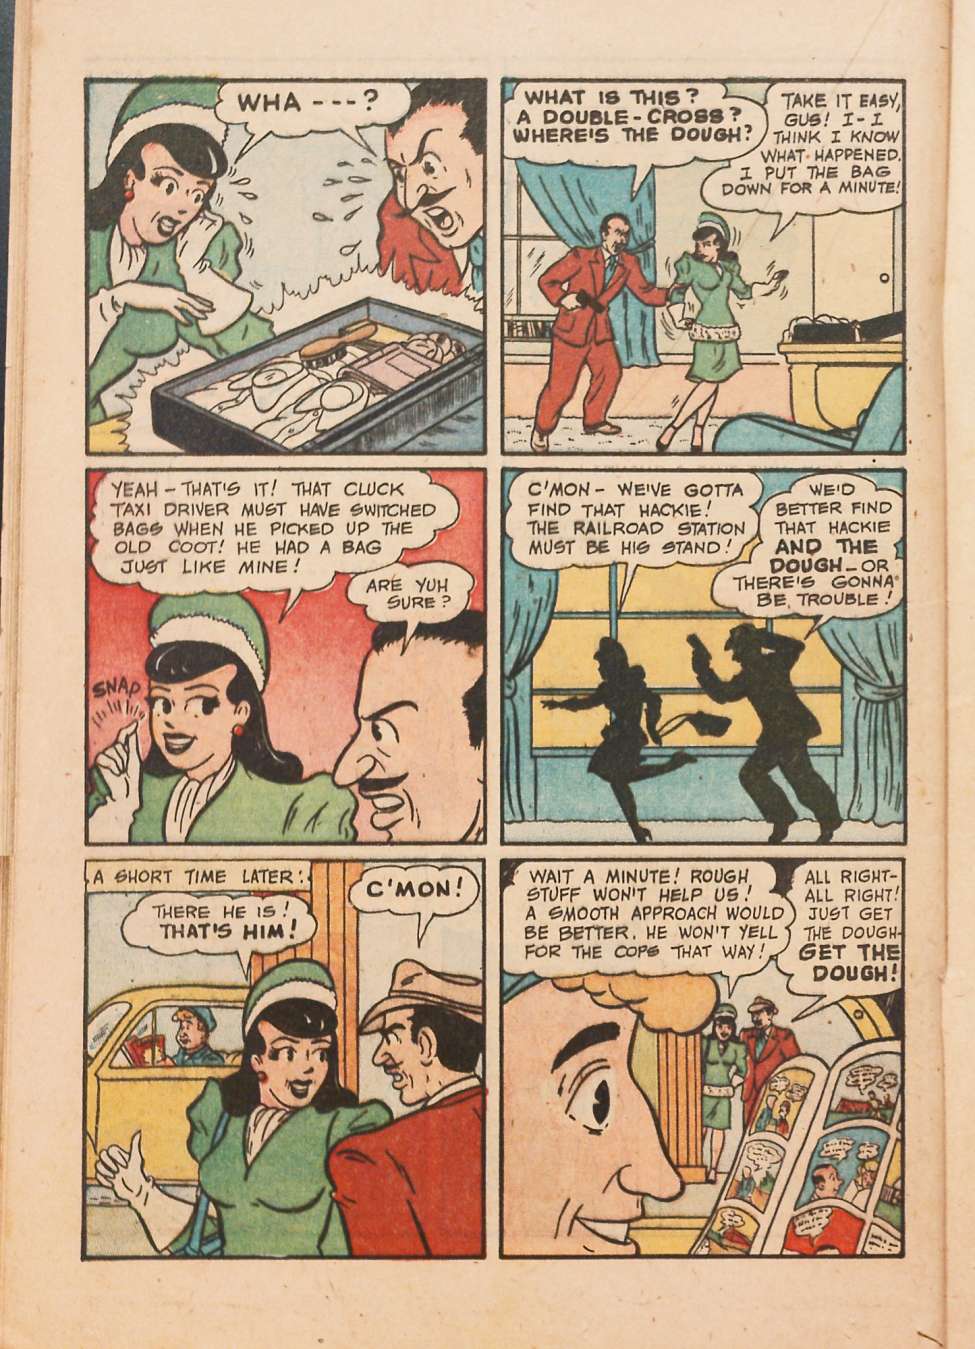 WHA ---?
WHAT IS THIS?
A DOUBLE-CROSS?
WHERE'S THE DOUGH?
TAKE IT EASY,
GUS! I-I
THINK I KNOW
WHAT HAPPENED.
I PUT THE BAG
DOWN FOR A MINUTE!
YEAH-THAT'S IT! THAT CLUCK
TAXI DRIVER MUST HAVE SWITCHED
BAGS WHEN HE PICKED UP THE
OLD COOT! HE HAD A BAG
JUST LIKE MINE!
ARE YUH
SURE?
SNAP
C'MON- WE'VE GOTTA
FIND THAT HACKIE!
THE RAILROAD STATION
MUST BE HIS STAND!
WE'D
BETTER FIND
THAT HACKIE
AND THE
DOUGH-OR
THERE'S GONNA
BE TROUBLE!
A SHORT TIME LATER:
THERE HE IS!
THAT'S HIM!
C'MON!
WAIT A MINUTE! ROUGH
STUFF WON'T HELP US!
A SMOOTH APPROACH WOULD
BE BETTER. HE WON'T YELL
FOR THE COPS THAT WAY!
ALL RIGHT-
ALL RIGHT!
JUST GET
THE DOUGH-
GET THE
DOUGH!